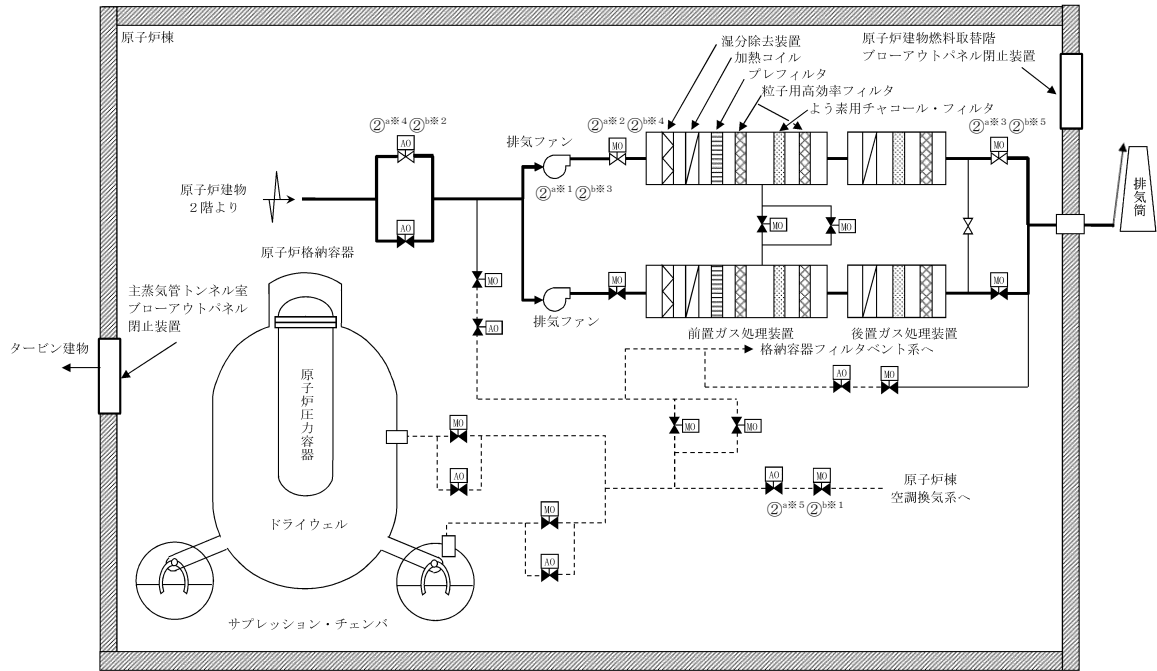 原子炉棟
湿分除去装置
加熱コイル
プレフィルタ
粒子用高効率フィルタ
よう素用チャコール・フィルタ
原子炉建物燃料取替階
ブローアウトパネル閉止装置
②a※4②b※2
AO
AO
排気ファン
②a※1②b※3
②a※2②b※4
MO
②a※3②b※5
MO
排気筒
原子炉建物
2階より
MO
MO
MO
AO
排気ファン
MO
MO
前置ガス処理装置
後置ガス処理装置
格納容器フィルタベント系へ
AO
MO
原子炉格納容器
主蒸気管トンネル室
ブローアウトパネル
閉止装置
タービン建物
原子炉圧力容器
MO
AO
MO
MO
AO
MO
②a※5②b※1
原子炉棟
空調換気系へ
MO
AO
ドライウェル
サプレッション・チェンバ